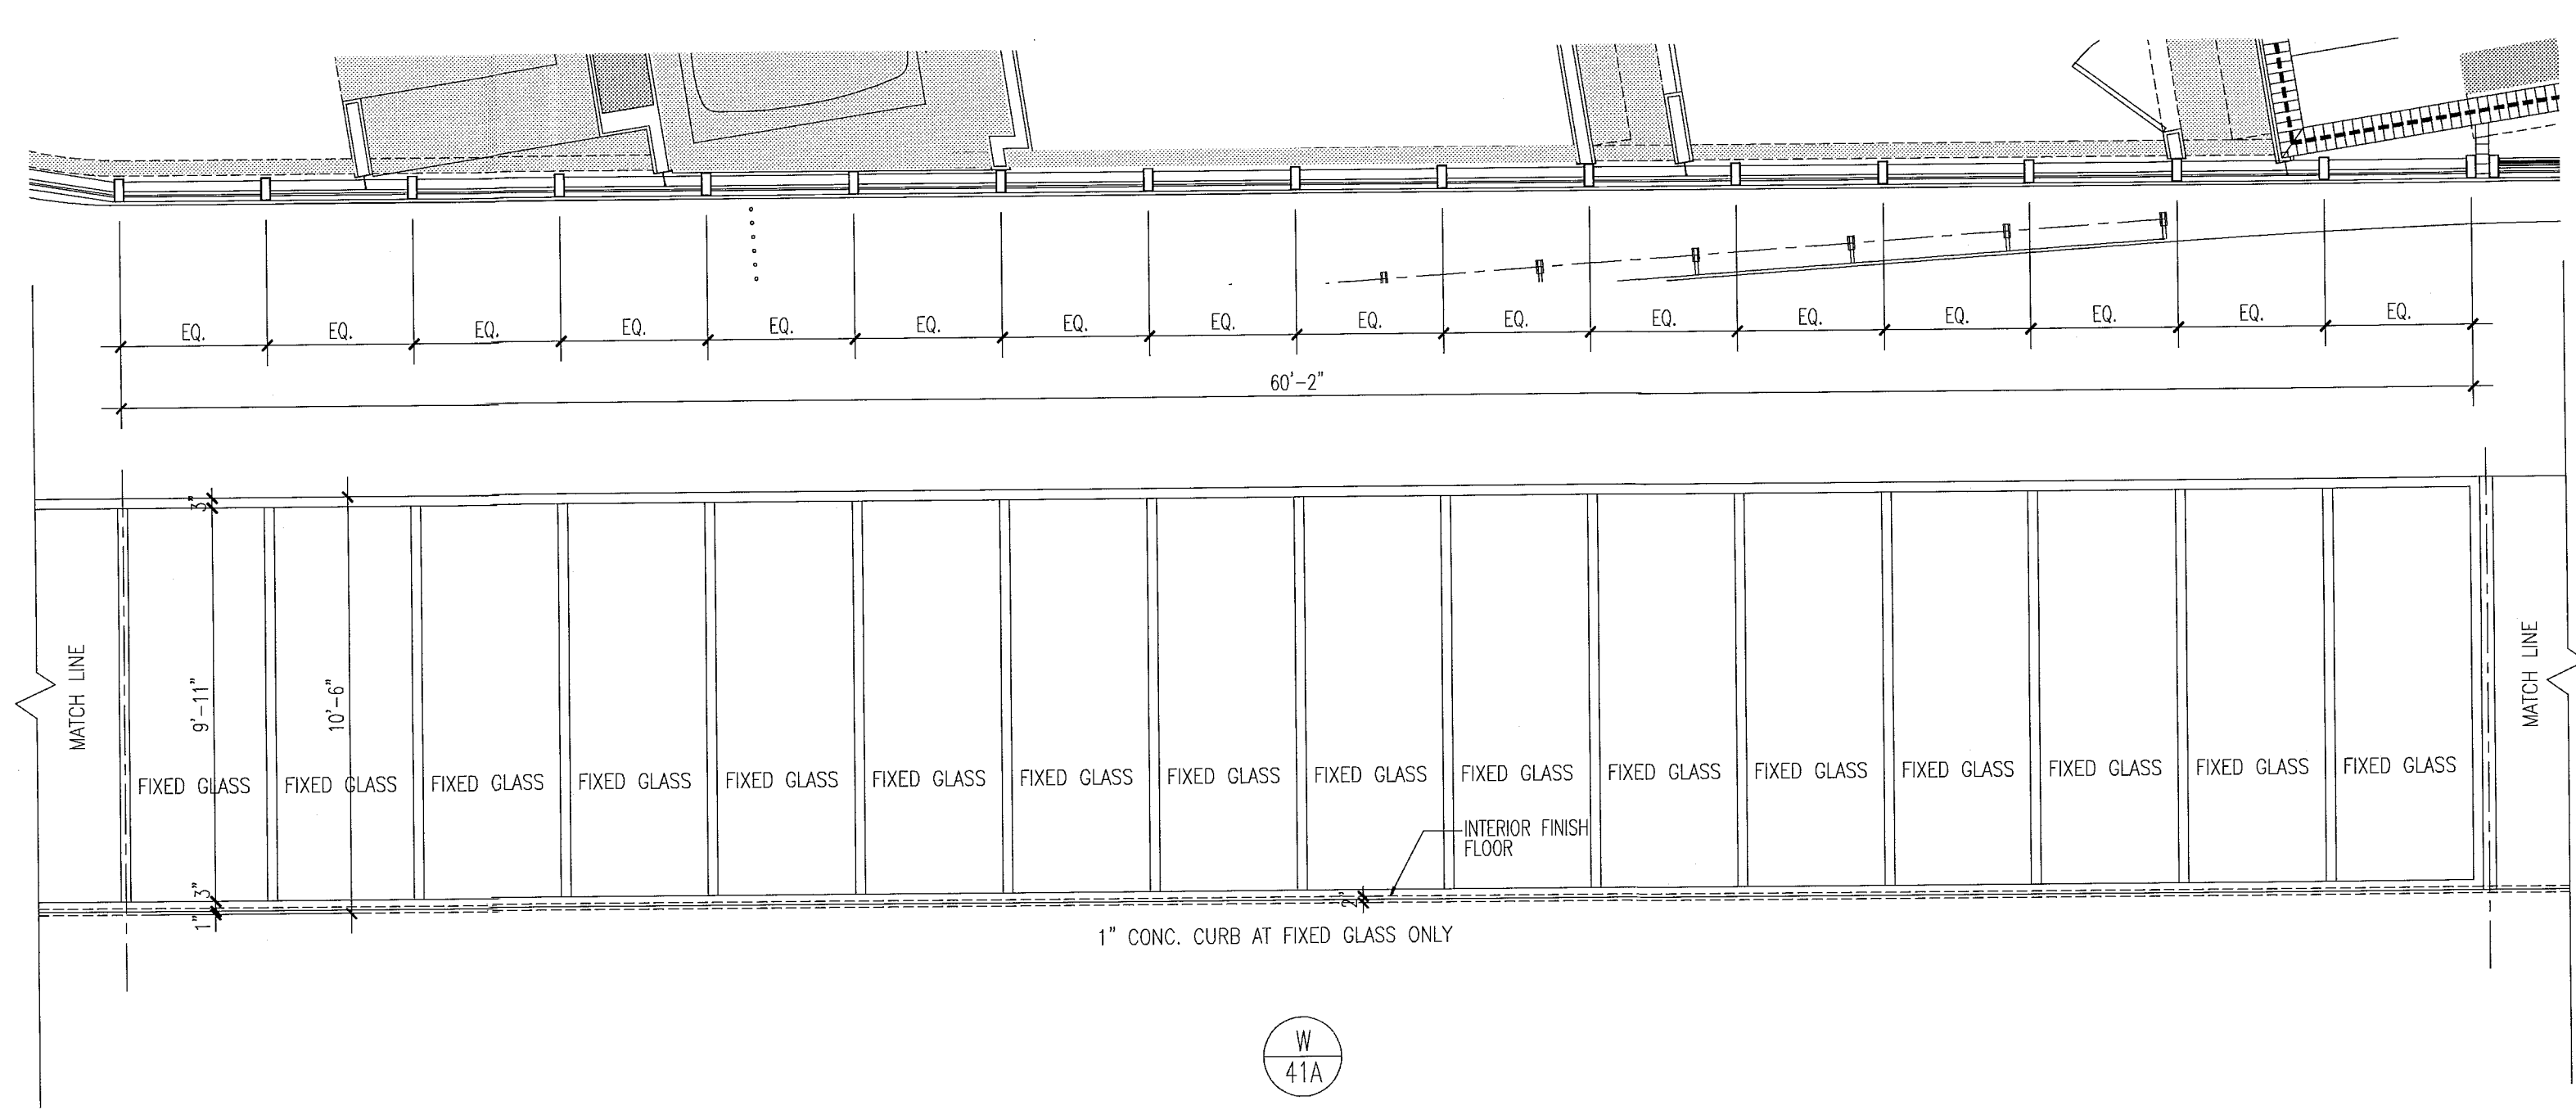 EQ. EQ. EQ. EQ. EQ. EQ. EQ. EQ. EQ. EQ. EQ. EQ. EQ. EQ. EQ. EQ.
60'-2"
3"
MATCH LINE
9'-11"
10'-6"
MATCH LINE
FIXED GLASS FIXED GLASS FIXED GLASS FIXED GLASS FIXED GLASS FIXED GLASS FIXED GLASS FIXED GLASS FIXED GLASS FIXED GLASS FIXED GLASS FIXED GLASS FIXED GLASS FIXED GLASS FIXED GLASS FIXED GLASS
INTERIOR FINISH
FLOOR
3"
1"
2"
1" CONC. CURB AT FIXED GLASS ONLY
W
41A